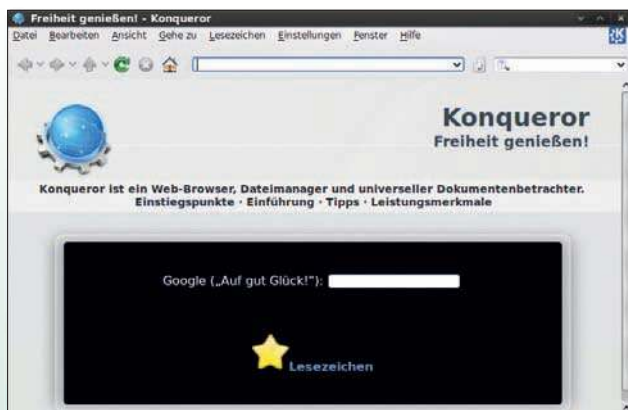 Freiheit genießen! - Konqueror
Datei Bearbeiten Ansicht Gehe zu Lesezeichen Einstellungen Fenster Hilfe
Konqueror
Freiheit genießen!
Konqueror ist ein Web-Browser, Dateimanager und universeller Dokumentenbetrachter.
Einstiegspunkte · Einführung · Tipps · Leistungsmerkmale
Google („Auf gut Glück!"):
Lesezeichen